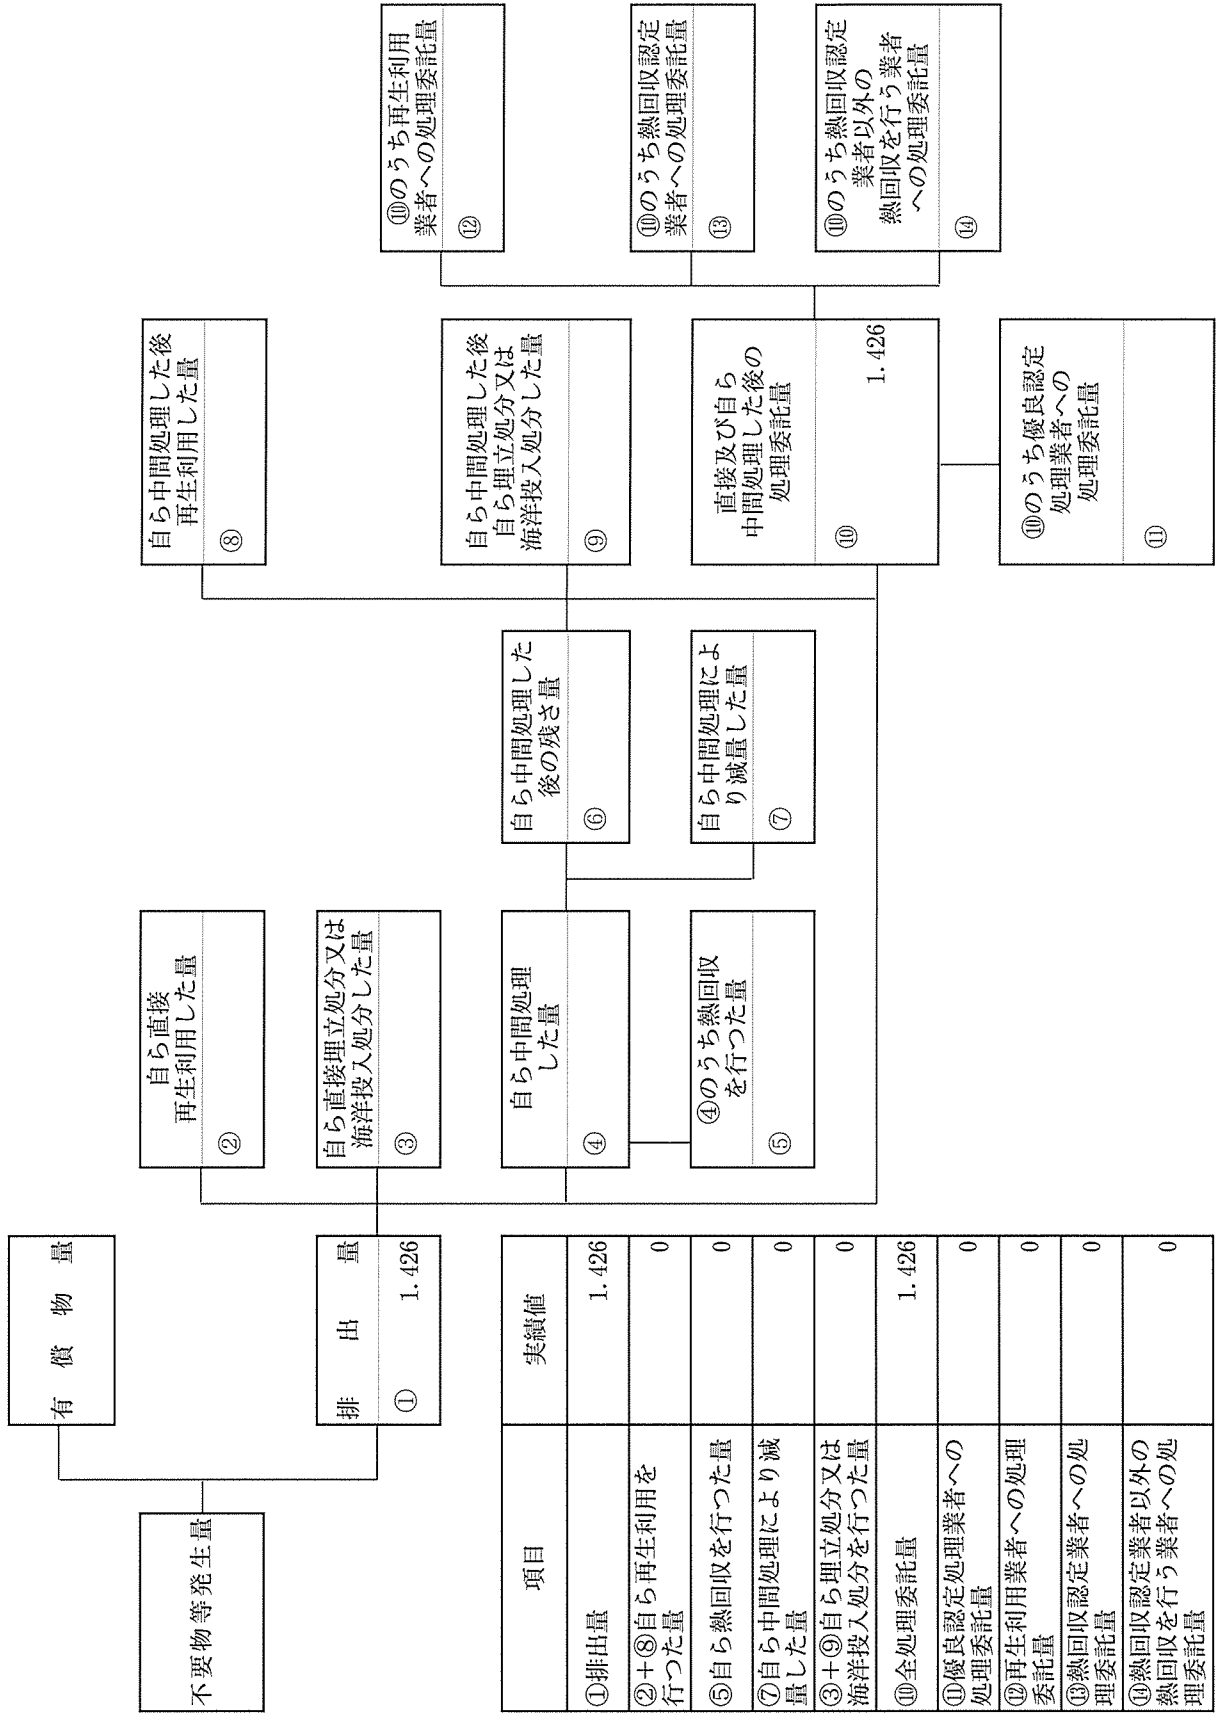 有償物量
不要物等発生量
排出量
① 1.426
自ら直接
再生利用した量
②
自ら直接埋立処分又は
海洋投入処分した量
③
自ら中間処理
した量
④
④のうち熱回収
を行つた量
⑤
自ら中間処理した
後の残さ量
⑥
自ら中間処理によ
り減量した量
⑦
自ら中間処理した後
再生利用した量
⑧
自ら中間処理した後
自ら埋立処分又は
海洋投入処分した量
⑨
直接及び自ら
中間処理した後の
処理委託量
⑩ 1.426
⑩のうち優良認定
処理業者への
処理委託量
⑪
⑩のうち再生利用
業者への処理委託量
⑫
⑩のうち熱回収認定
業者への処理委託量
⑬
⑩のうち熱回収認定
業者以外の
熱回収を行う業者
への処理委託量
⑭
項目 実績値
①排出量 1.426
②+⑧自ら再生利用を
行つた量 0
⑤自ら熱回収を行つた量 0
⑦自ら中間処理により減
量した量 0
③+⑨自ら埋立処分又は
海洋投入処分を行つた量 0
⑩全処理委託量 1.426
⑪優良認定処理業者への
処理委託量 0
⑫再生利用業者への処理
委託量 0
⑬熱回収認定業者への処
理委託量 0
⑭熱回収認定業者以外の
熱回収を行う業者への処
理委託量 0